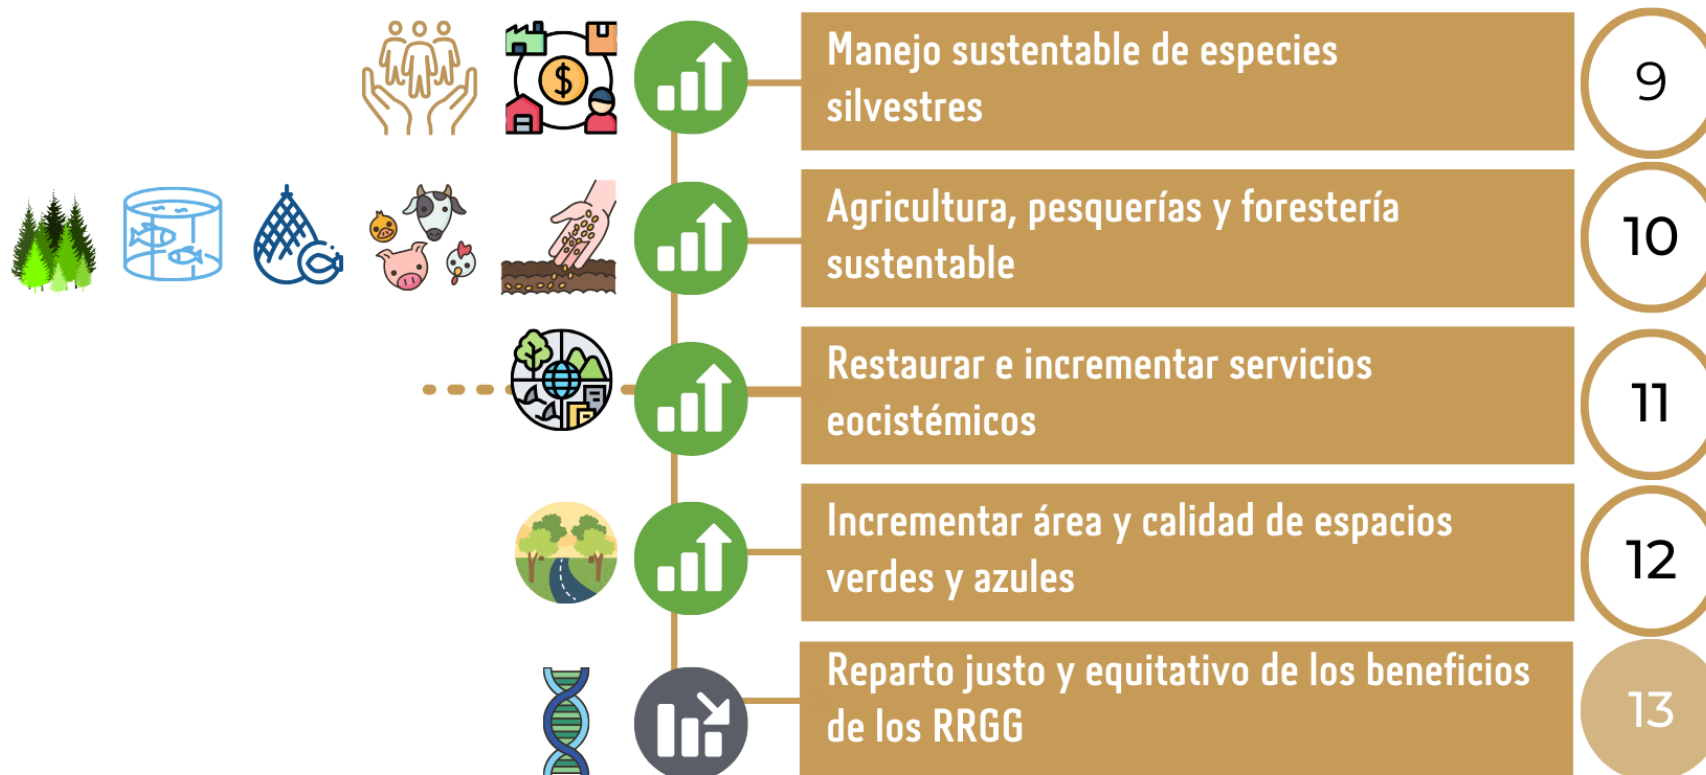 Manejo sustentable de especies
silvestres
9
Agricultura, pesquerías y forestería
sustentable
10
Restaurar e incrementar servicios
eocistémicos
11
Incrementar área y calidad de espacios
verdes y azules
12
Reparto justo y equitativo de los beneficios
de los RRGG
13
$